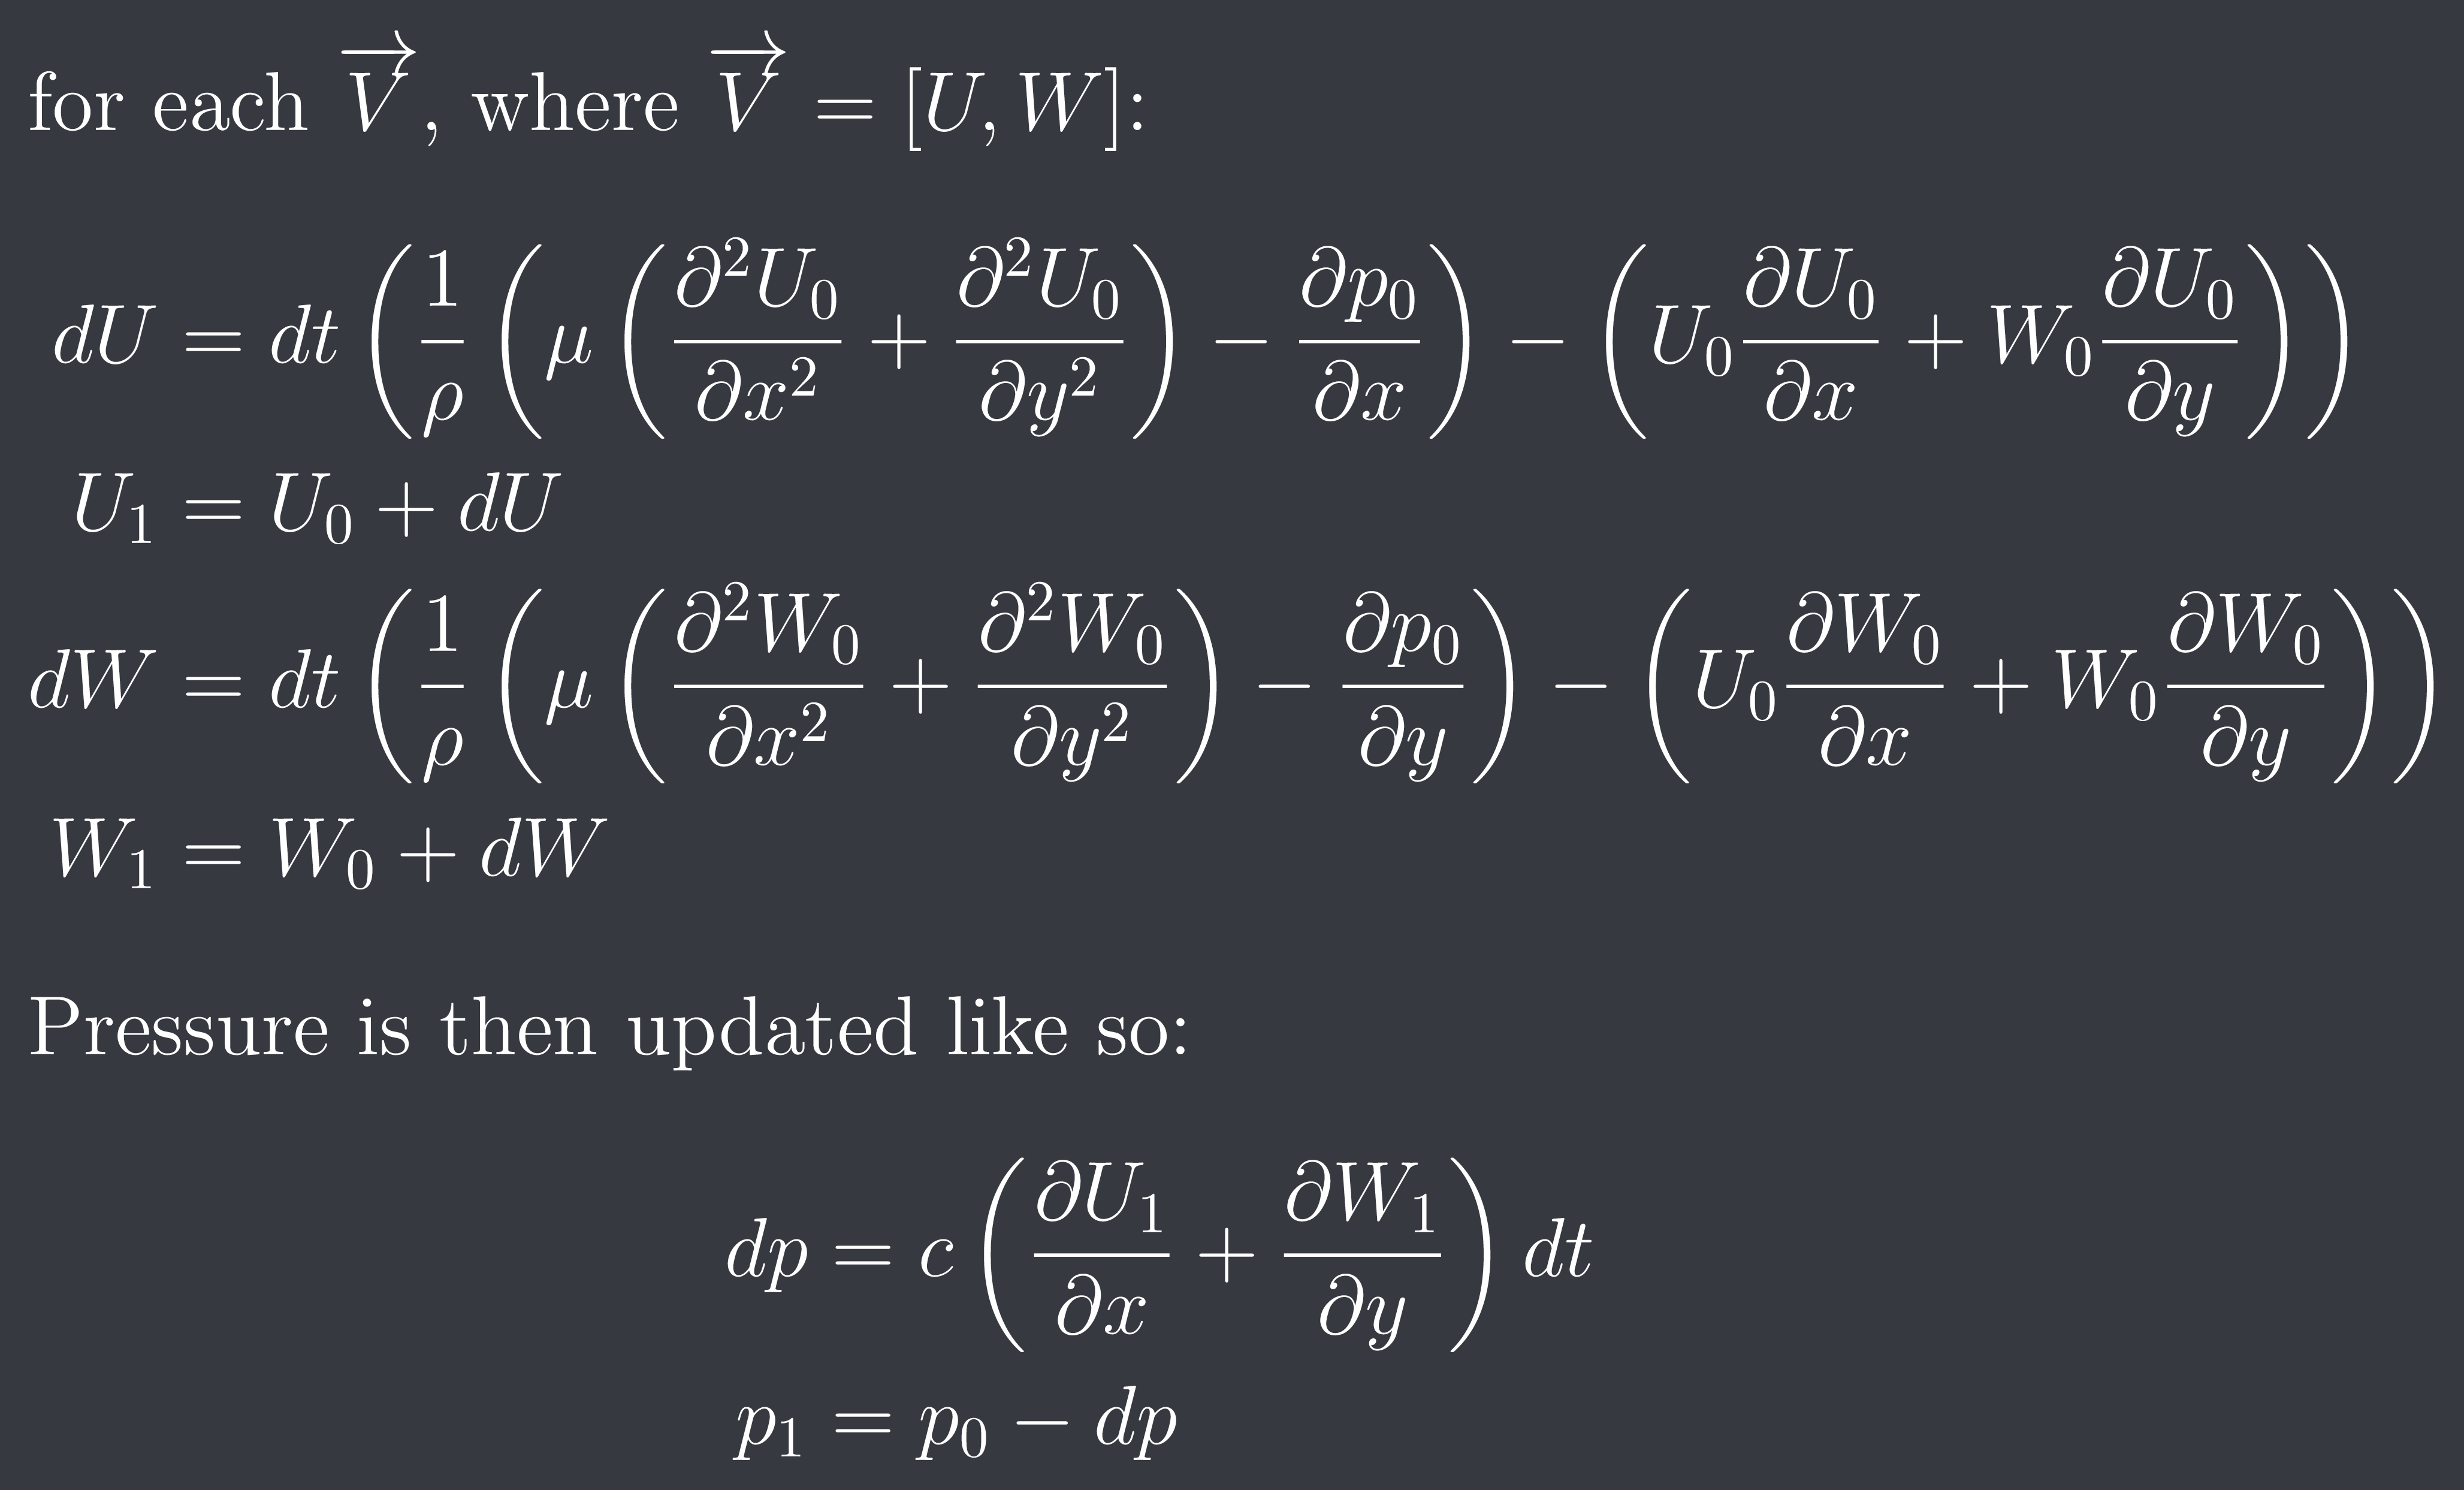 for each $\overrightarrow{V}$, where $\overrightarrow{V} = [U, W]$:
$dU = dt \left( \frac{1}{\rho} \left( \mu \left( \frac{\partial^2 U_0}{\partial x^2} + \frac{\partial^2 U_0}{\partial y^2} \right) - \frac{\partial p_0}{\partial x} \right) - \left( U_0 \frac{\partial U_0}{\partial x} + W_0 \frac{\partial U_0}{\partial y} \right) \right)$
$U_1 = U_0 + dU$
$dW = dt \left( \frac{1}{\rho} \left( \mu \left( \frac{\partial^2 W_0}{\partial x^2} + \frac{\partial^2 W_0}{\partial y^2} \right) - \frac{\partial p_0}{\partial y} \right) - \left( U_0 \frac{\partial W_0}{\partial x} + W_0 \frac{\partial W_0}{\partial y} \right) \right)$
$W_1 = W_0 + dW$
Pressure is then updated like so:
$dp = c \left( \frac{\partial U_1}{\partial x} + \frac{\partial W_1}{\partial y} \right) dt$
$p_1 = p_0 - dp$